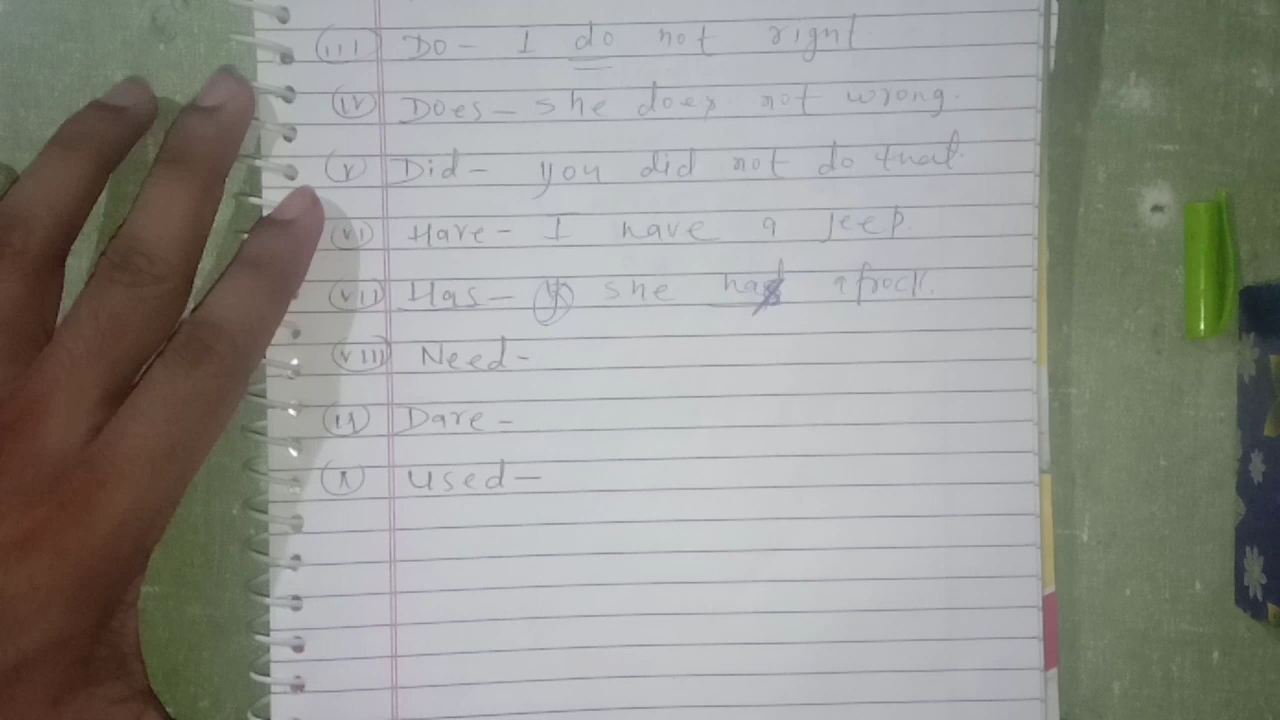 (iii) Do - I do not right
(iv) Does - she does not wrong.
(v) Did - you did not do that.
(vi) Have - I have a Jeep.
(vii) Has - she has a frock.
(viii) Need -
(ix) Dare -
(x) Used -